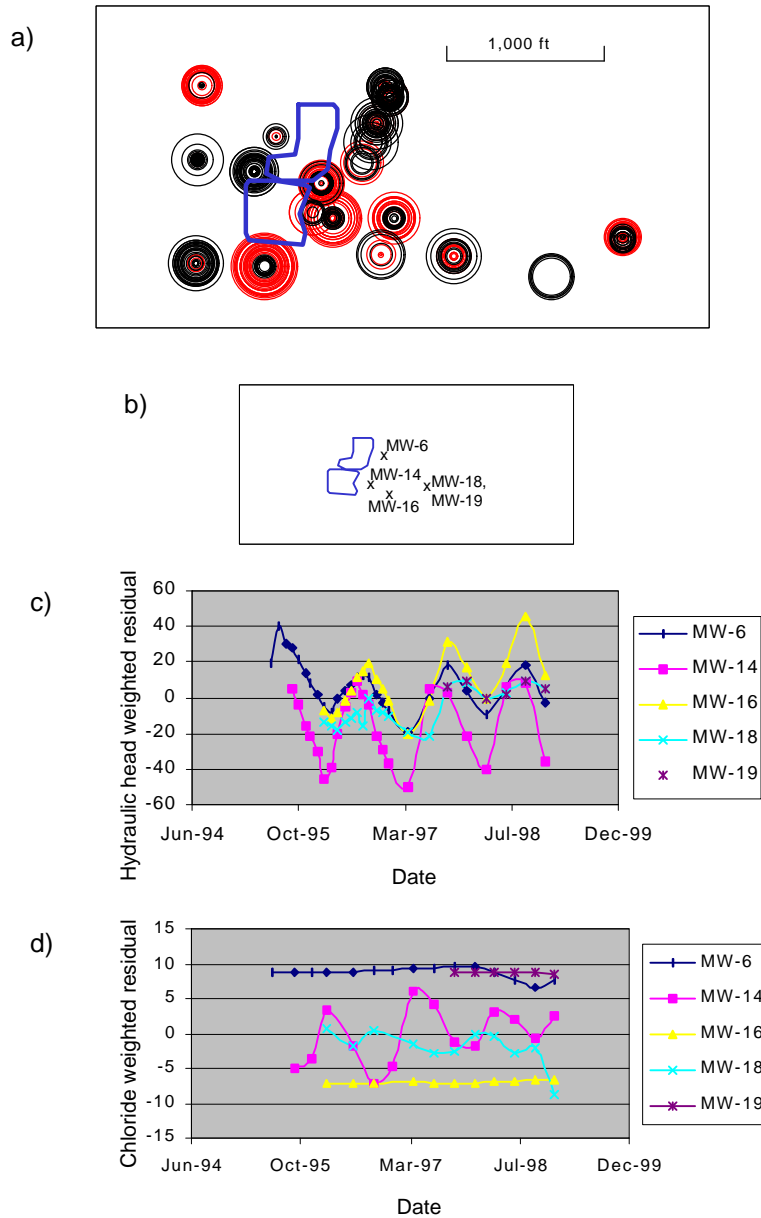 a)
1,000 ft
b)
MW-6
x
MW-14
x
x
MW-16
x
MW-18,
MW-19
c)
Hydraulic head weighted residual
60
40
20
0
-20
-40
-60
Jun-94
Oct-95
Mar-97
Jul-98
Dec-99
Date
MW-6
MW-14
MW-16
MW-18
MW-19
d)
Chloride weighted residual
15
10
5
0
-5
-10
-15
Jun-94
Oct-95
Mar-97
Jul-98
Dec-99
Date
MW-6
MW-14
MW-16
MW-18
MW-19